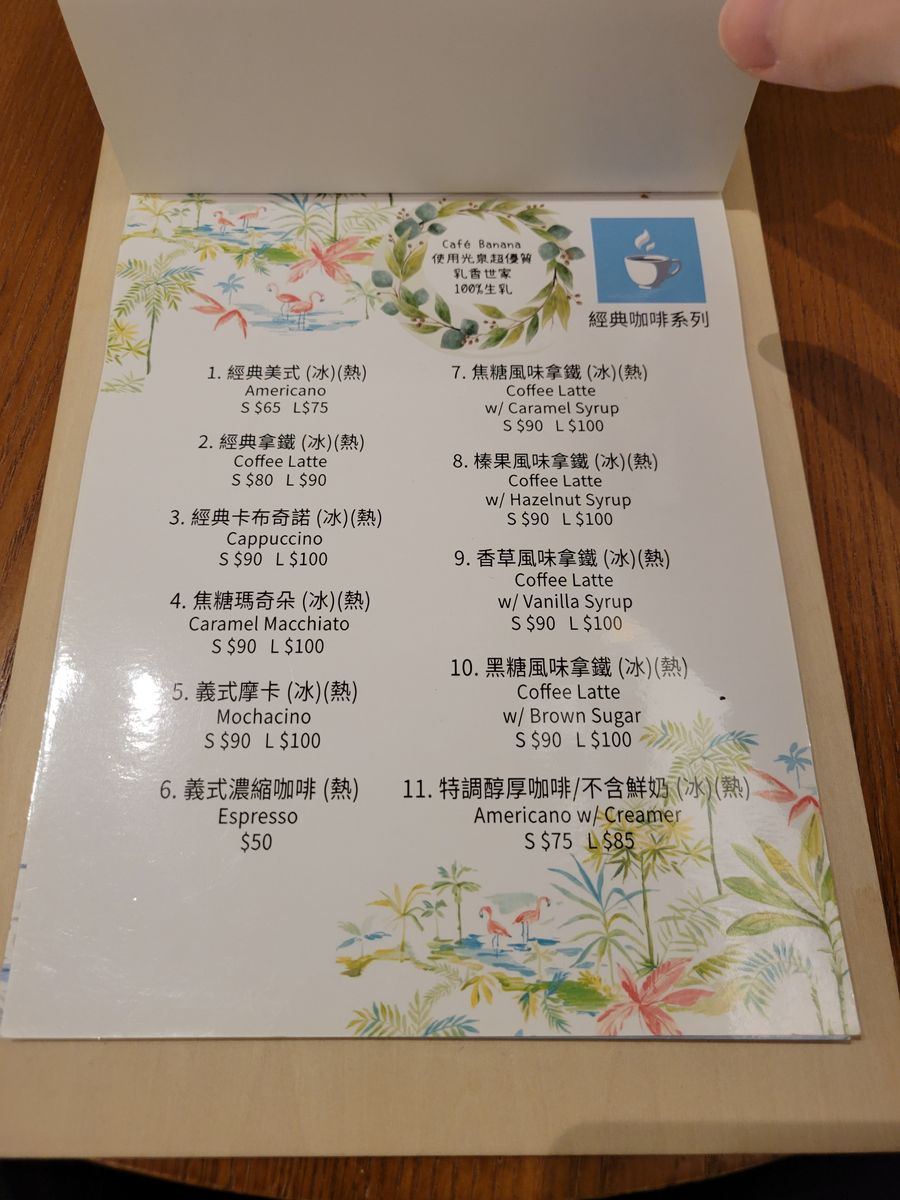 Café Banana
使用光泉超優質
乳香世家
100%生乳
經典咖啡系列
1. 經典美式 (冰)(熱)
Americano
S $65 L$75
2. 經典拿鐵 (冰)(熱)
Coffee Latte
S $80 L $90
3. 經典卡布奇諾 (冰)(熱)
Cappuccino
S $90 L $100
4. 焦糖瑪奇朵 (冰)(熱)
Caramel Macchiato
S $90 L $100
5. 義式摩卡 (冰)(熱)
Mochacino
S $90 L $100
6. 義式濃縮咖啡 (熱)
Espresso
$50
7. 焦糖風味拿鐵 (冰)(熱)
Coffee Latte
w/ Caramel Syrup
S $90 L $100
8. 榛果風味拿鐵 (冰)(熱)
Coffee Latte
w/ Hazelnut Syrup
S $90 L $100
9. 香草風味拿鐵 (冰)(熱)
Coffee Latte
w/ Vanilla Syrup
S $90 L $100
10. 黑糖風味拿鐵 (冰)(熱)
Coffee Latte
w/ Brown Sugar
S $90 L $100
11. 特調醇厚咖啡/不含鮮奶 (冰)(熱)
Americano w/ Creamer
S $75 L $85